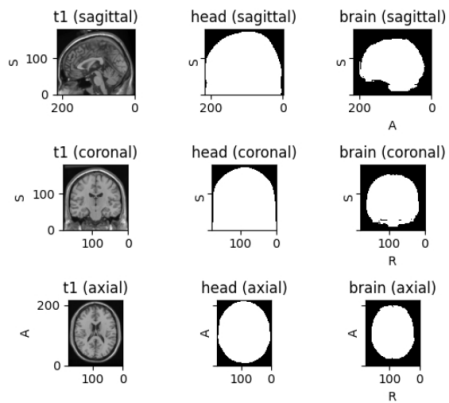 t1 (sagittal) head (sagittal) brain (sagittal)
S 100 0 S S
200 0 200 0 200 0
A
t1 (coronal) head (coronal) brain (coronal)
S 100 0 S S
100 0 100 0 100 0
R
t1 (axial) head (axial) brain (axial)
A 200 0 A A
100 0 100 0 100 0
R